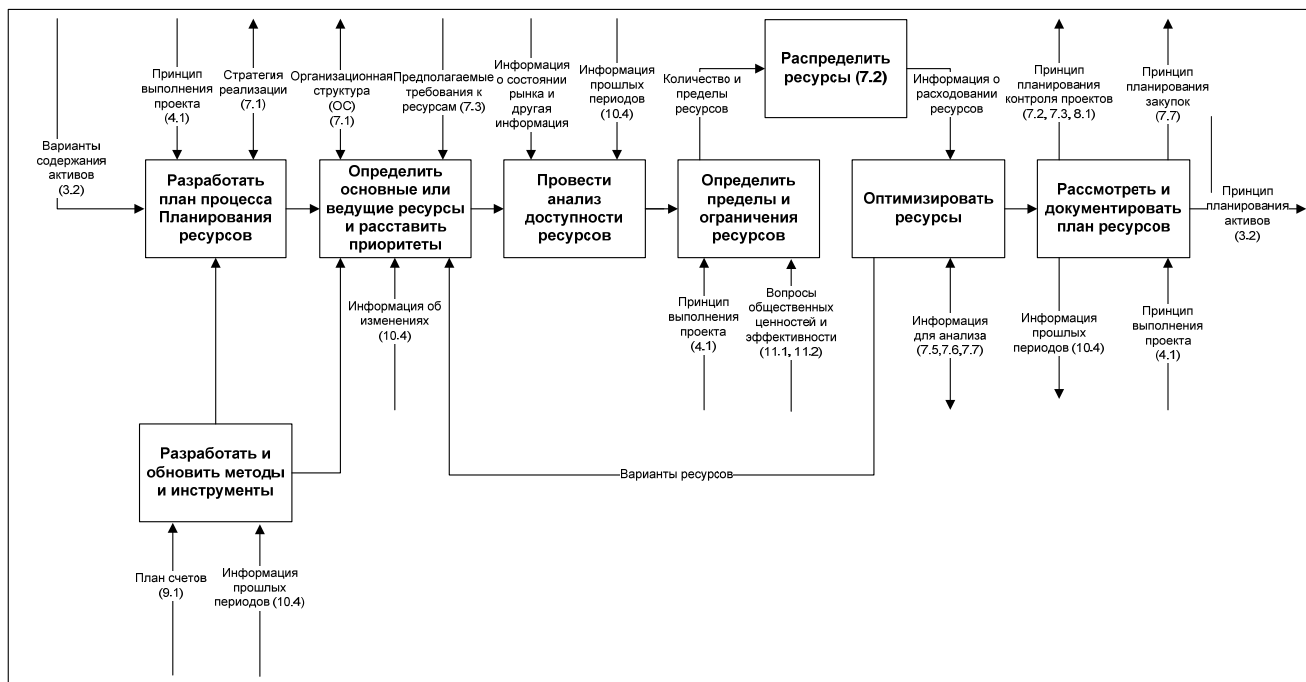 Варианты
содержания
активов
(3.2)
Принцип
выполнения
проекта
(4.1)
Стратегия
реализации
(7.1)
Организационная
структура
(ОС)
(7.1)
Предполагаемые
требования к
ресурсам (7.3)
Информация
о состоянии
рынка и
другая
информация
Информация
прошлых
периодов
(10.4)
Количество и
пределы
ресурсов
Распределить
ресурсы (7.2)
Информация о
расходовании
ресурсов
Принцип
планирования
контроля проектов
(7.2, 7.3, 8.1)
Принцип
планирования
закупок
(7.7)
Разработать
план процесса
Планирования
ресурсов
Определить
основные или
ведущие ресурсы
и расставить
приоритеты
Провести
анализ
доступности
ресурсов
Определить
пределы и
ограничения
ресурсов
Оптимизировать
ресурсы
Рассмотреть и
документировать
план ресурсов
Принцип
планирования
активов
(3.2)
Информация об
изменениях
(10.4)
Принцип
выполнения
проекта
(4.1)
Вопросы
общественных
ценностей и
эффективности
(11.1, 11.2)
Информация
для анализа
(7.5,7.6,7.7)
Информация
прошлых
периодов (10.4)
Принцип
выполнения
проекта
(4.1)
Разработать и
обновить методы
и инструменты
Варианты ресурсов
План счетов
(9.1)
Информация
прошлых
периодов (10.4)